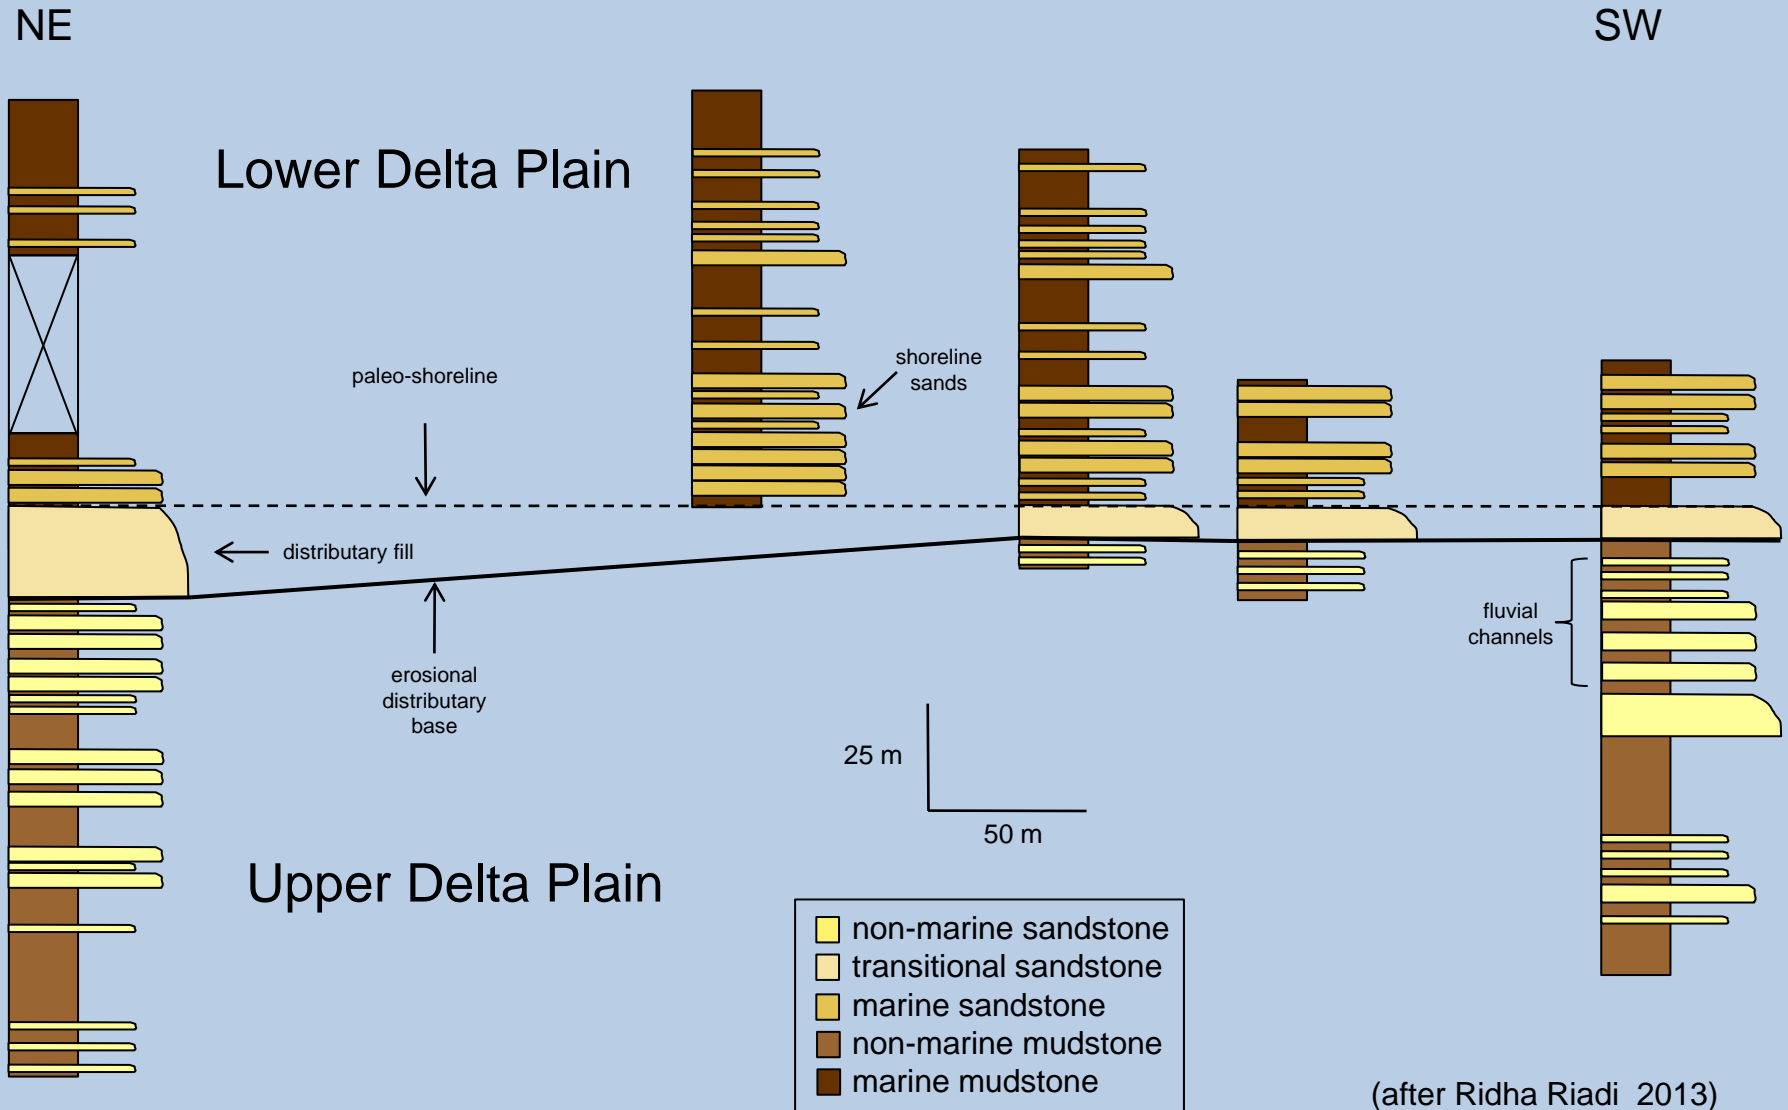 NE
SW
Lower Delta Plain
paleo-shoreline
shoreline
sands
distributary fill
erosional
distributary
base
fluvial
channels
25 m
50 m
Upper Delta Plain
non-marine sandstone
transitional sandstone
marine sandstone
non-marine mudstone
marine mudstone
(after Ridha Riadi 2013)